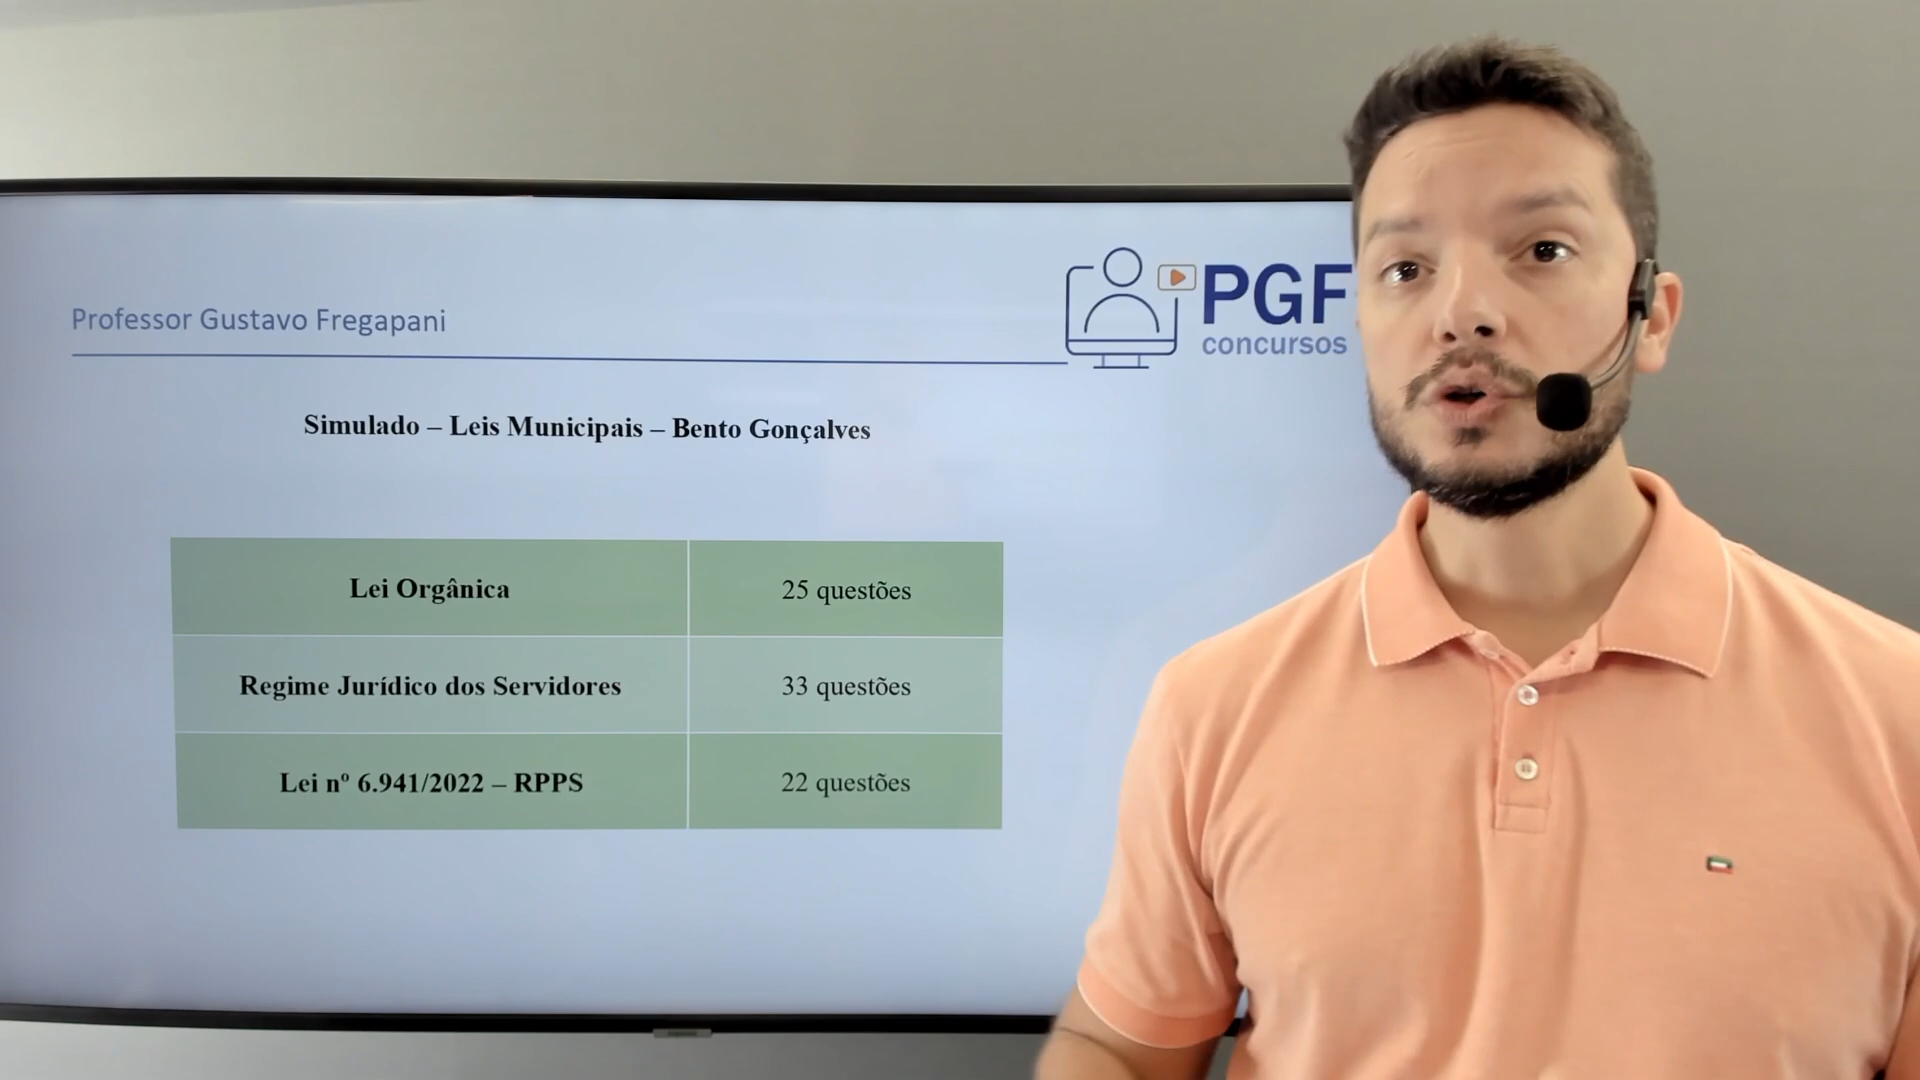 Professor Gustavo Fregapani
PGF
concursos
Simulado – Leis Municipais – Bento Gonçalves
Lei Orgânica
25 questões
Regime Jurídico dos Servidores
33 questões
Lei nº 6.941/2022 – RPPS
22 questões